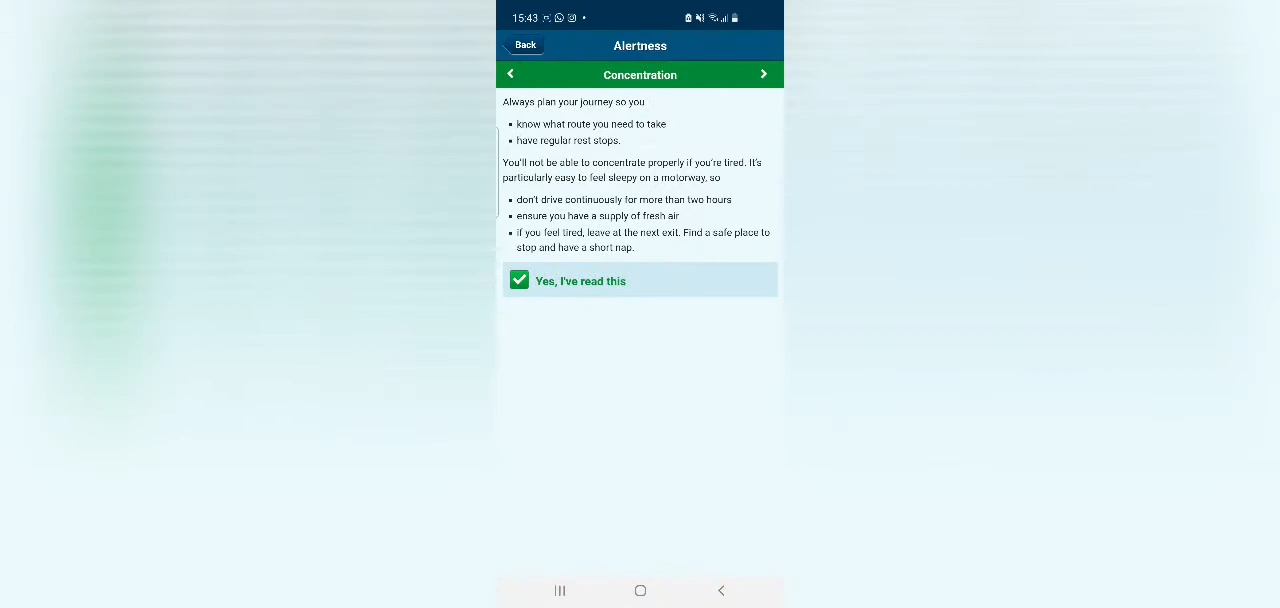 15:43
Back
Alertness
Concentration
Always plan your journey so you
▪ know what route you need to take
▪ have regular rest stops.
You'll not be able to concentrate properly if you're tired. It's
particularly easy to feel sleepy on a motorway, so
▪ don't drive continuously for more than two hours
▪ ensure you have a supply of fresh air
▪ if you feel tired, leave at the next exit. Find a safe place to
stop and have a short nap.
Yes, I've read this